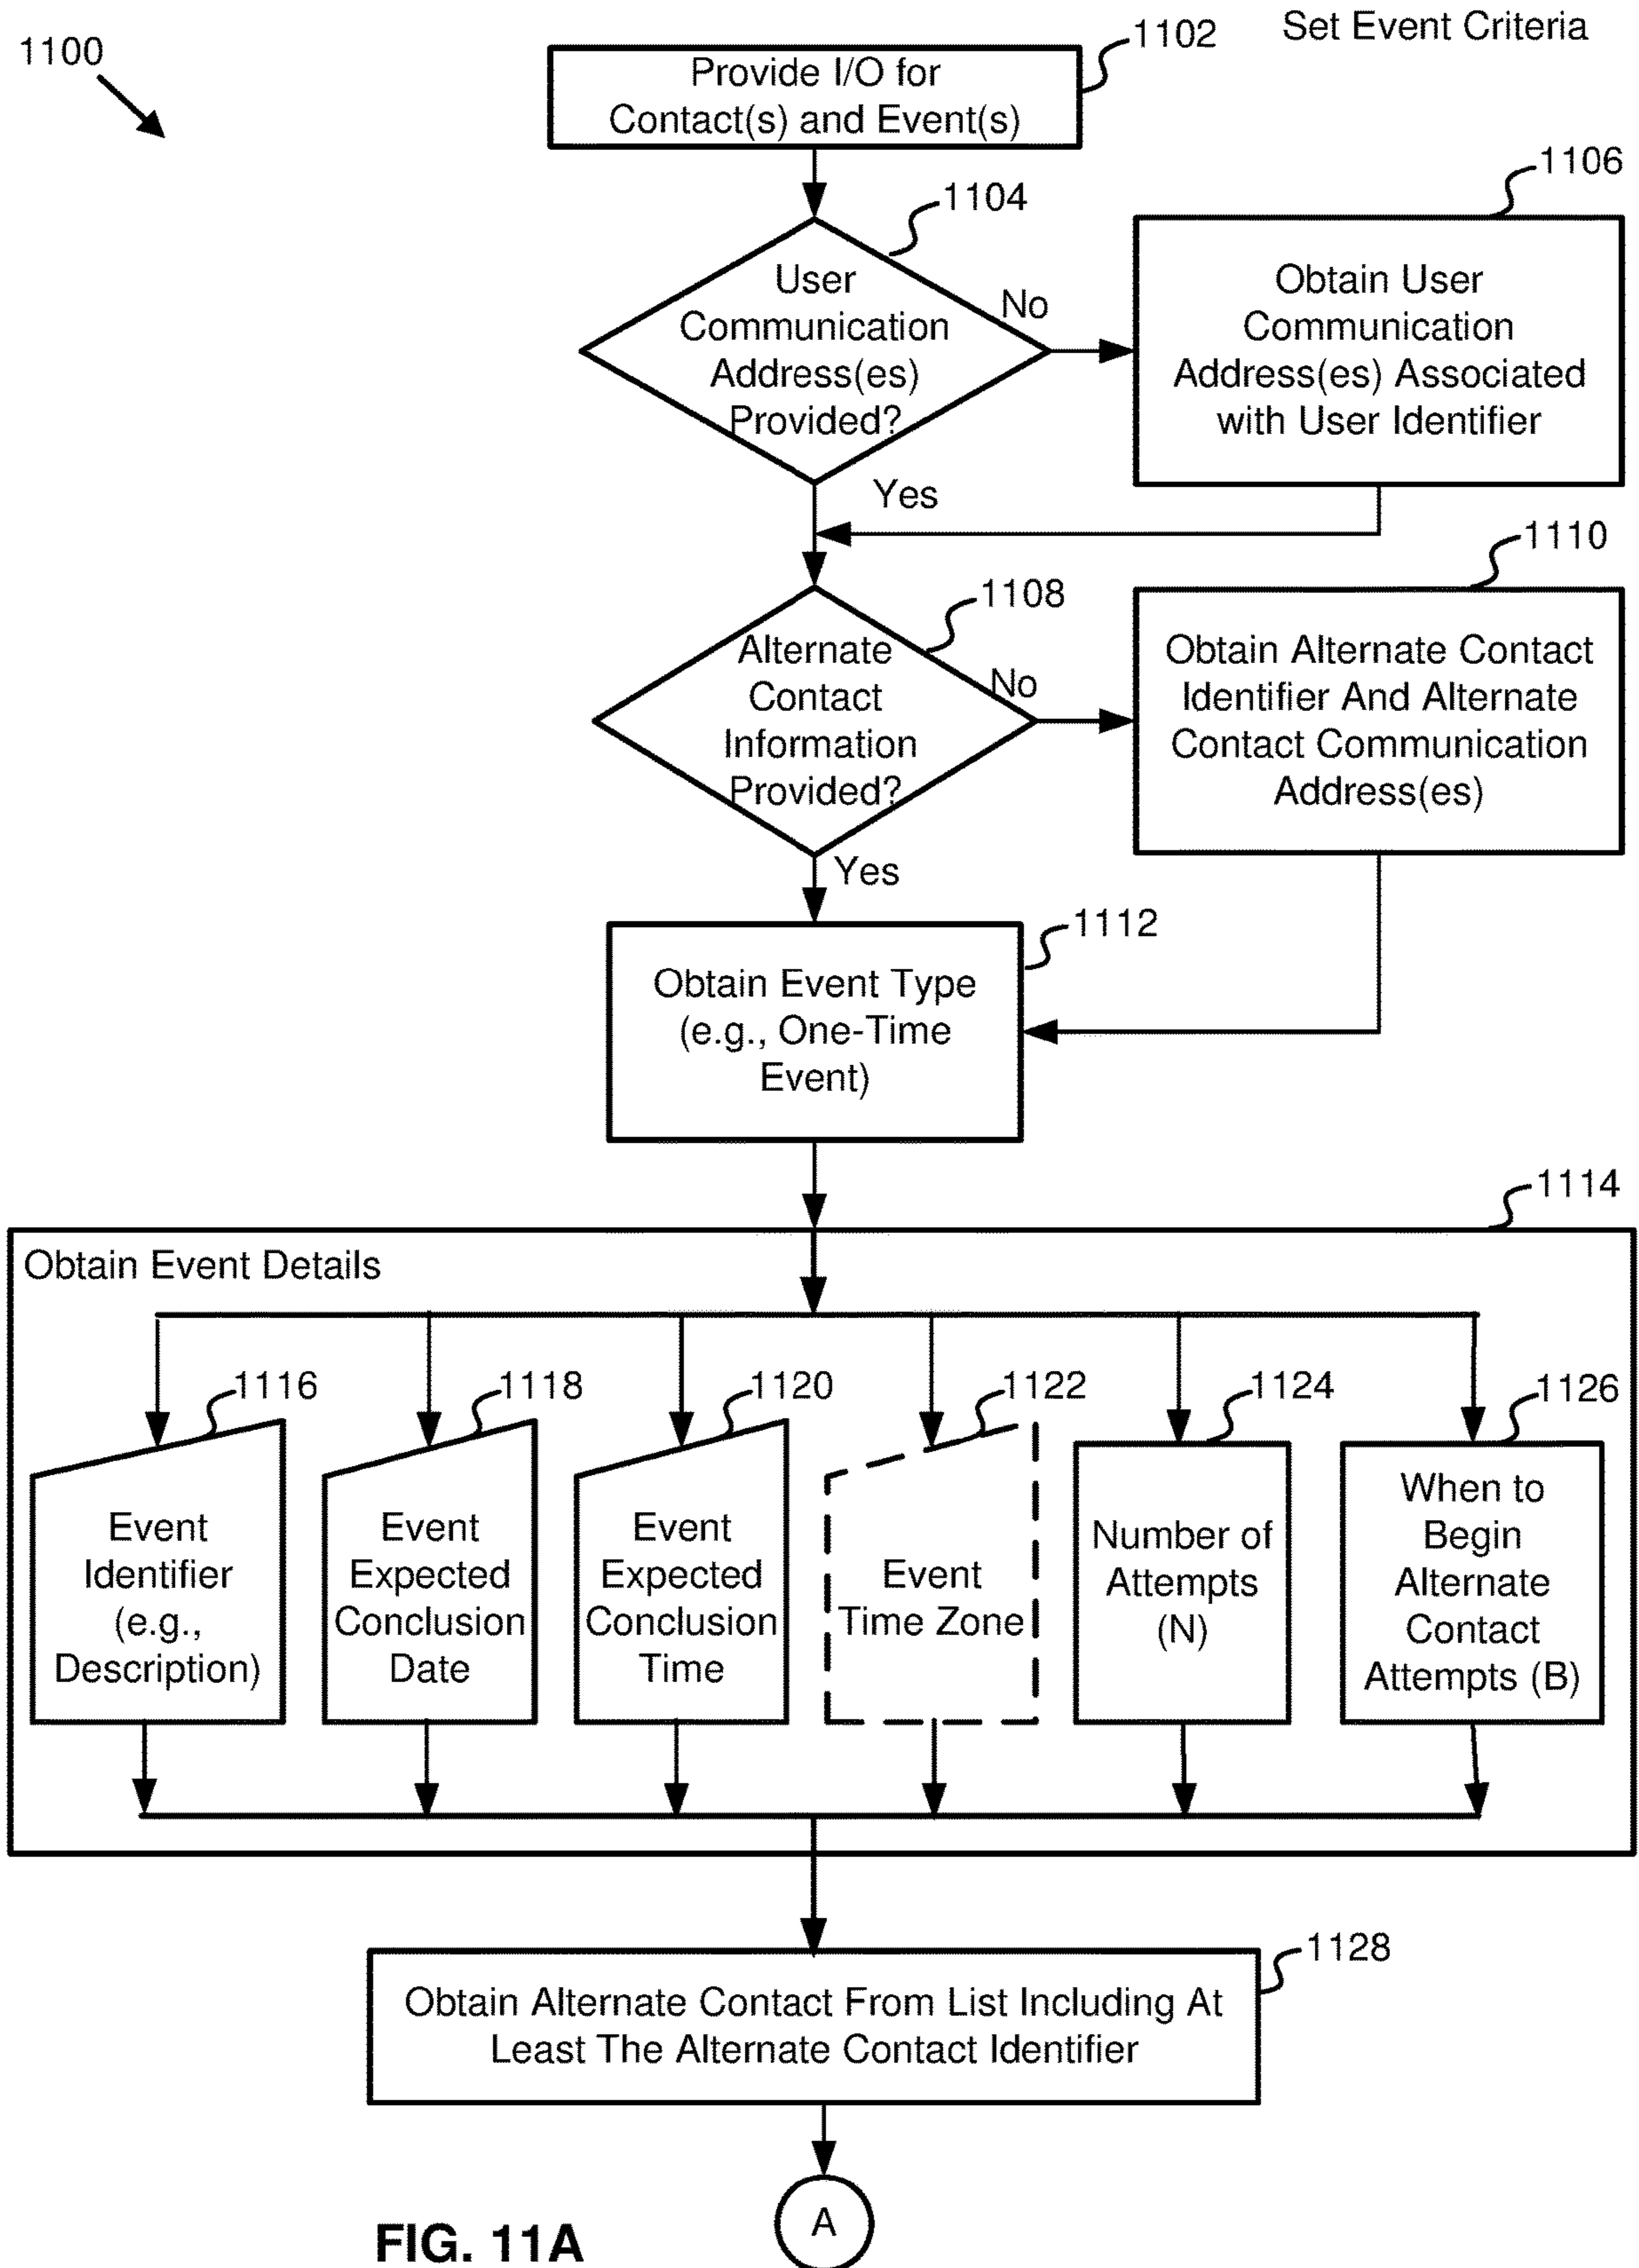 Set Event Criteria
1100
1102
Provide I/O for
Contact(s) and Event(s)
1104
User
Communication
Address(es)
Provided?
No
Yes
1106
Obtain User
Communication
Address(es) Associated
with User Identifier
1108
Alternate
Contact
Information
Provided?
No
Yes
1110
Obtain Alternate Contact
Identifier And Alternate
Contact Communication
Address(es)
1112
Obtain Event Type
(e.g., One-Time
Event)
1114
Obtain Event Details
1116
Event
Identifier
(e.g.,
Description)
1118
Event
Expected
Conclusion
Date
1120
Event
Expected
Conclusion
Time
1122
Event
Time Zone
1124
Number of
Attempts
(N)
1126
When to
Begin
Alternate
Contact
Attempts (B)
1128
Obtain Alternate Contact From List Including At
Least The Alternate Contact Identifier
A
FIG. 11A